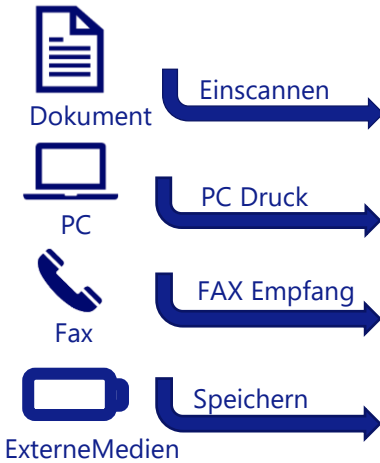 Einscannen
Dokument
PC Druck
PC
FAX Empfang
Fax
Speichern
ExterneMedien